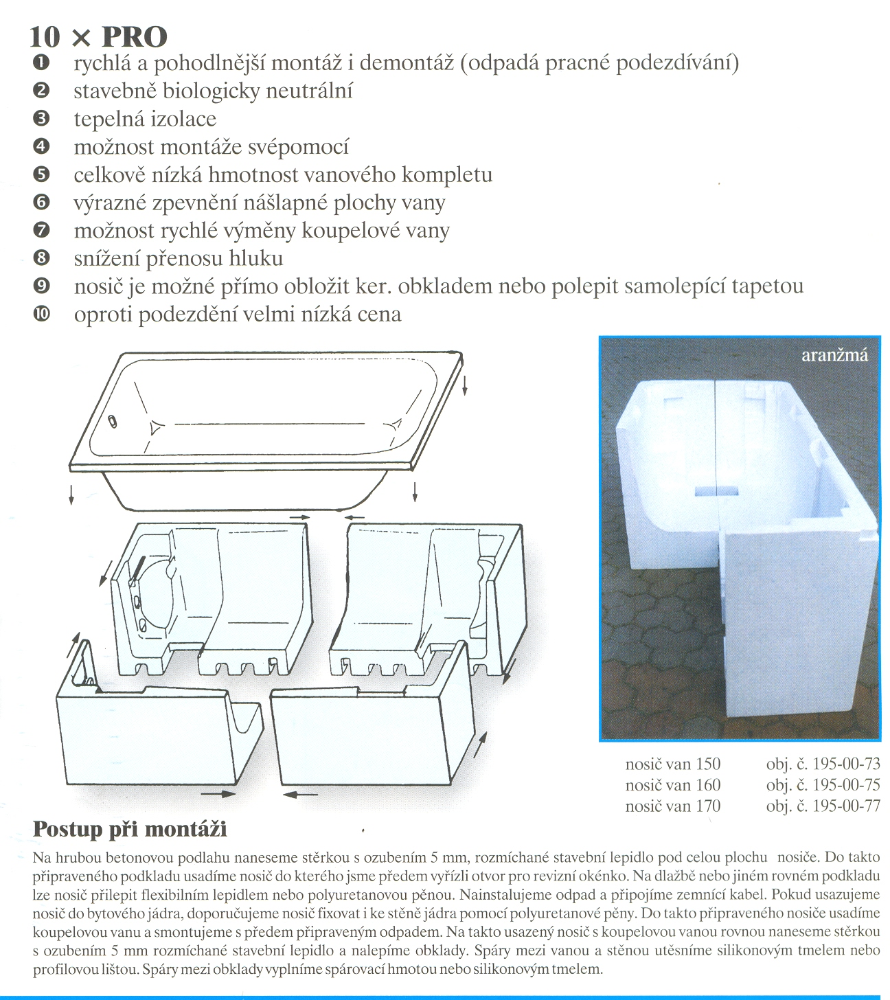 10 × PRO
❶ rychlá a pohodlnější montáž i demontáž (odpadá pracné podezdívání)
❷ stavebně biologicky neutrální
❸ tepelná izolace
❹ možnost montáže svépomocí
❺ celkově nízká hmotnost vanového kompletu
❻ výrazné zpevnění nášlapné plochy vany
❼ možnost rychlé výměny koupelové vany
❽ snížení přenosu hluku
❾ nosič je možné přímo obložit ker. obkladem nebo polepit samolepící tapetou
❿ oproti podezdění velmi nízká cena
aranžmá
nosič van 150 obj. č. 195-00-73
nosič van 160 obj. č. 195-00-75
nosič van 170 obj. č. 195-00-77
Postup při montáži
Na hrubou betonovou podlahu naneseme stěrkou s ozubením 5 mm, rozmíchané stavební lepidlo pod celou plochu nosiče. Do takto
připraveného podkladu usadíme nosič do kterého jsme předem vyřízli otvor pro revizní okénko. Na dlažbě nebo jiném rovném podkladu
lze nosič přilepit flexibilním lepidlem nebo polyuretanovou pěnou. Nainstalujeme odpad a připojíme zemnící kabel. Pokud usazujeme
nosič do bytového jádra, doporučujeme nosič fixovat i ke stěně jádra pomocí polyuretanové pěny. Do takto připraveného nosiče usadíme
koupelovou vanu a smontujeme s předem připraveným odpadem. Na takto usazený nosič s koupelovou vanou rovnou naneseme stěrkou
s ozubením 5 mm rozmíchané stavební lepidlo a nalepíme obklady. Spáry mezi vanou a stěnou utěsníme silikonovým tmelem nebo
profilovou lištou. Spáry mezi obklady vyplníme spárovací hmotou nebo silikonovým tmelem.